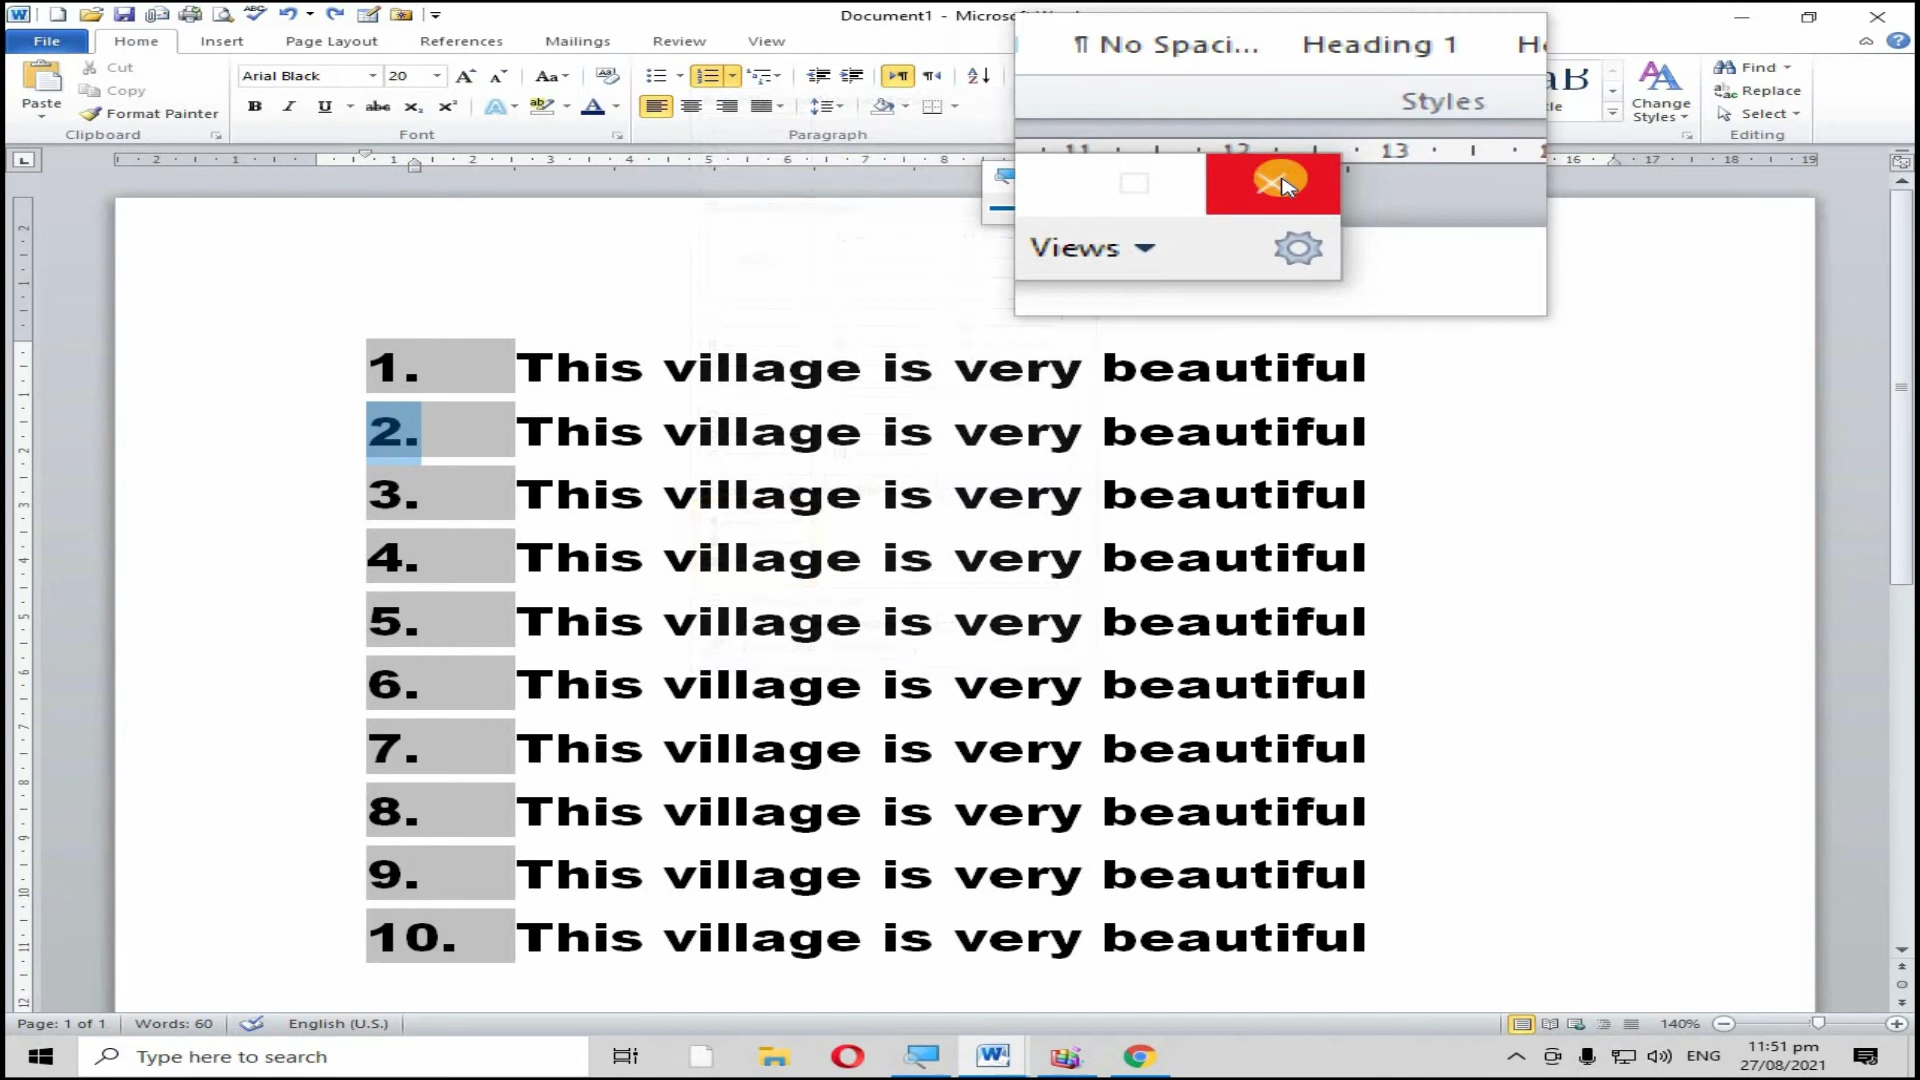 Document1 - Microso
File Home Insert Page Layout References Mailings Review View
Cut
Copy
Format Painter
Paste
Clipboard
Arial Black 20
Font
Paragraph
¶ No Spaci... Heading 1
Styles
Change
Styles
Find
Replace
Select
Editing
Views
1. This village is very beautiful
2. This village is very beautiful
3. This village is very beautiful
4. This village is very beautiful
5. This village is very beautiful
6. This village is very beautiful
7. This village is very beautiful
8. This village is very beautiful
9. This village is very beautiful
10. This village is very beautiful
Page: 1 of 1 Words: 60 English (U.S.) 140%
Type here to search
ENG
11:51 pm
27/08/2021